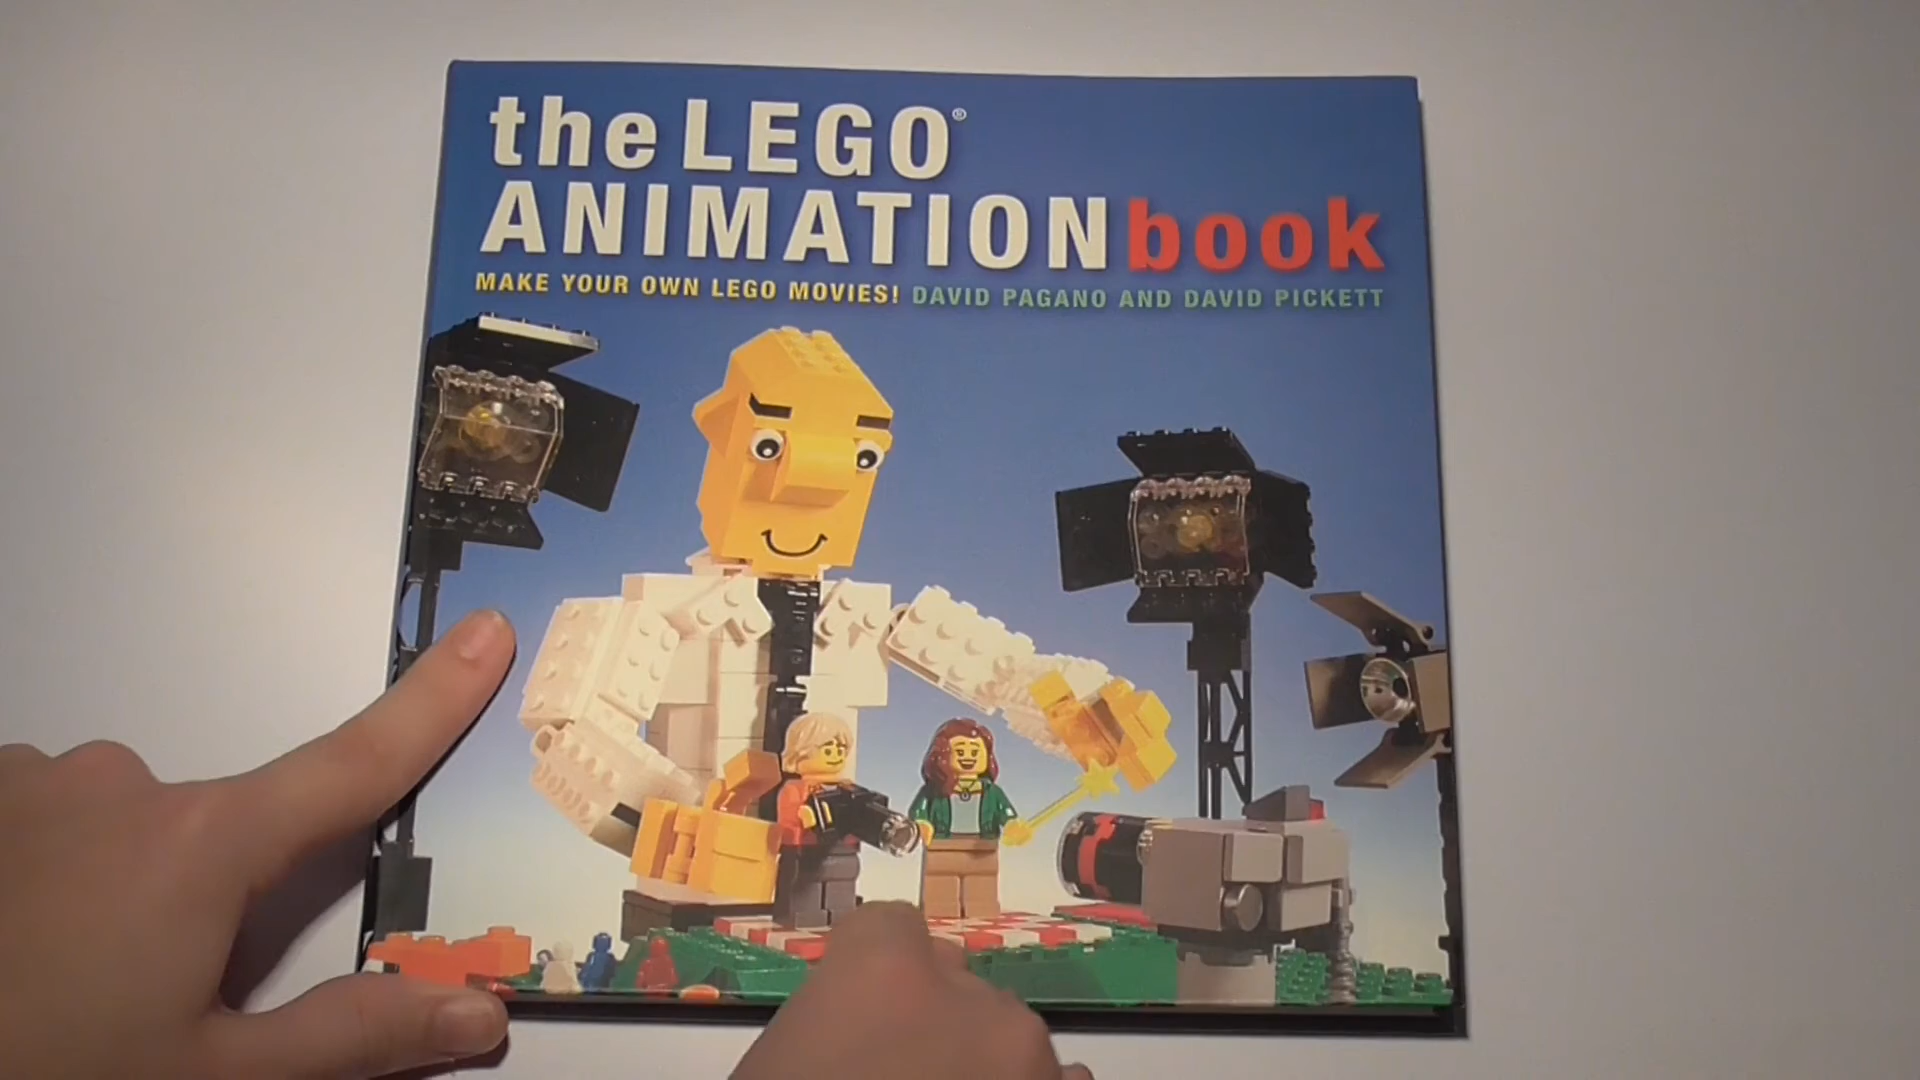 the LEGO®
ANIMATION book
MAKE YOUR OWN LEGO MOVIES! DAVID PAGANO AND DAVID PICKETT